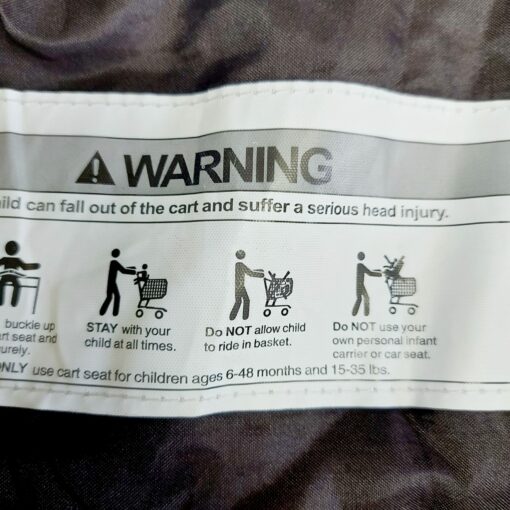 WARNING
ild can fall out of the cart and suffer a serious head injury.
buckle up
rt seat and
urely.
STAY with your
child at all times.
Do NOT allow child
to ride in basket.
Do NOT use your
own personal infant
carrier or car seat.
ONLY use cart seat for children ages 6-48 months and 15-35 lbs.